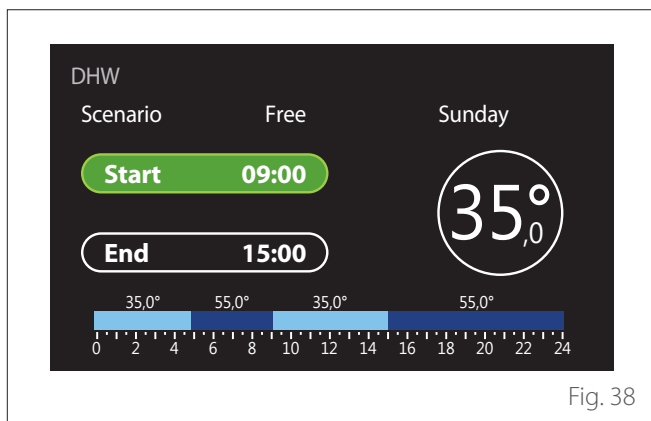 DHW
Scenario Free Sunday
Start 09:00
35,0°
End 15:00
35,0° 55,0° 35,0° 55,0°
0 2 4 6 8 10 12 14 16 18 20 22 24
Fig. 38